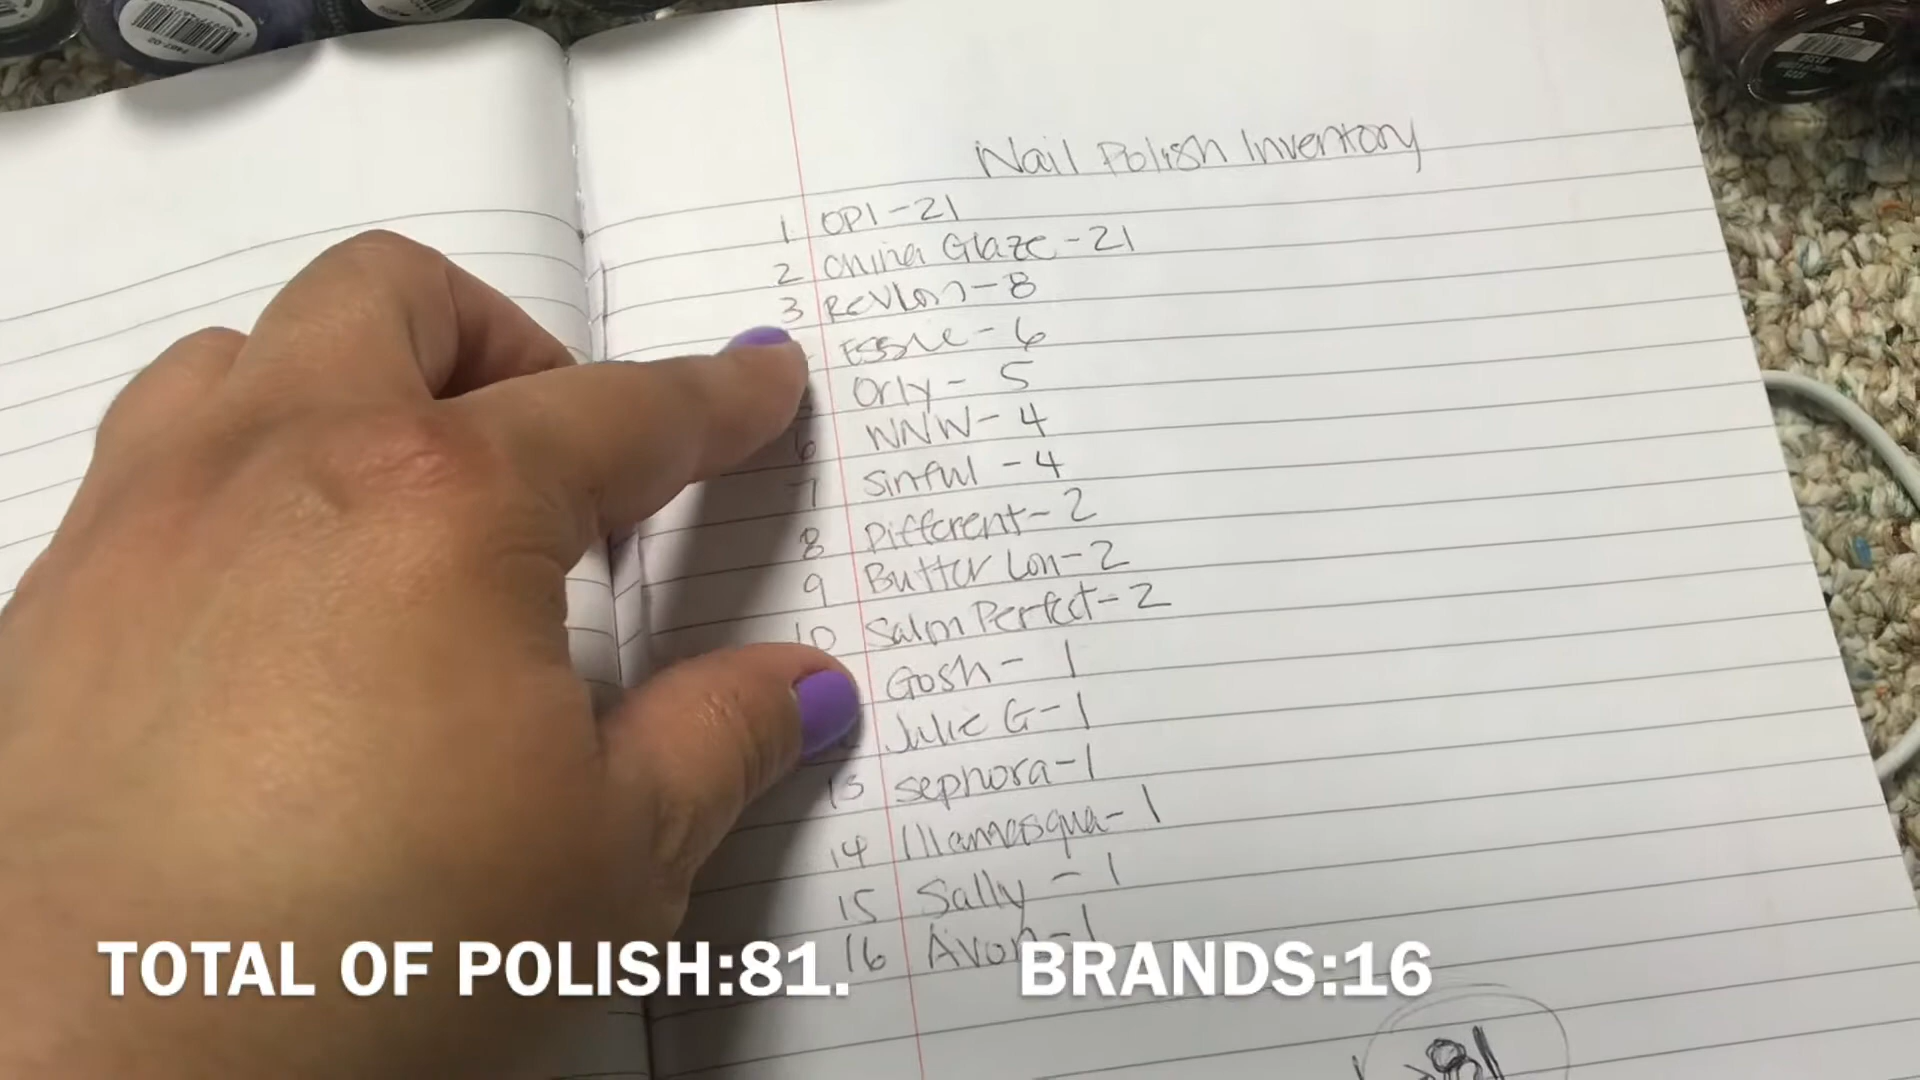 Nail Polish Inventory
1 OPI - 21
2 China Glaze - 21
3 Revlon - 8
Essie - 6
Orly - 5
6 WNW - 4
7 Sinful - 4
8 Different - 2
9 Butter Lon - 2
10 Salon Perfect - 2
Gosh - 1
Julie G - 1
13 Sephora - 1
14 Illamasqua - 1
15 Sally - 1
16 Avon - 1
TOTAL OF POLISH:81. BRANDS:16